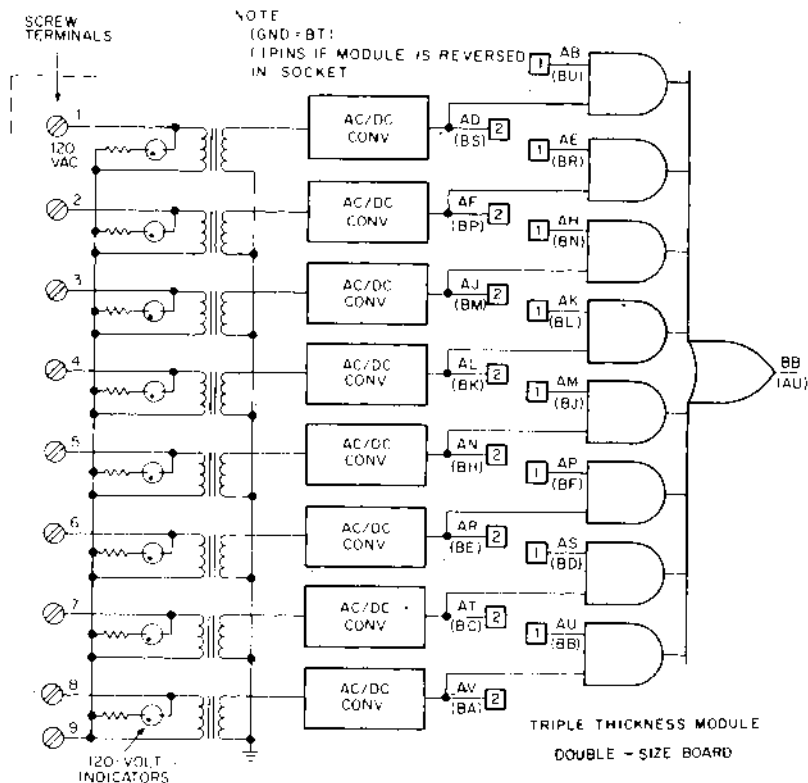 SCREW
TERMINALS
NOTE
(GND = BT)
( ) PINS IF MODULE IS REVERSED
IN SOCKET
1 AB
(BU)
1
120
VAC
AC/DC
CONV
AD 2
(BS)
1 AE
(BR)
2
AC/DC
CONV
AF 2
(BP)
1 AH
(BN)
3
AC/DC
CONV
AJ 2
(BM)
1 AK
(BL)
4
AC/DC
CONV
AL 2
(BK)
BB
(AU)
1 AM
(BJ)
5
AC/DC
CONV
AN 2
(BH)
1 AP
(BF)
6
AC/DC
CONV
AR 2
(BE)
1 AS
(BD)
7
AC/DC
CONV
AT 2
(BC)
1 AU
(BB)
8
AC/DC
CONV
AV 2
(BA)
9
120-VOLT
INDICATORS
TRIPLE THICKNESS MODULE
DOUBLE - SIZE BOARD